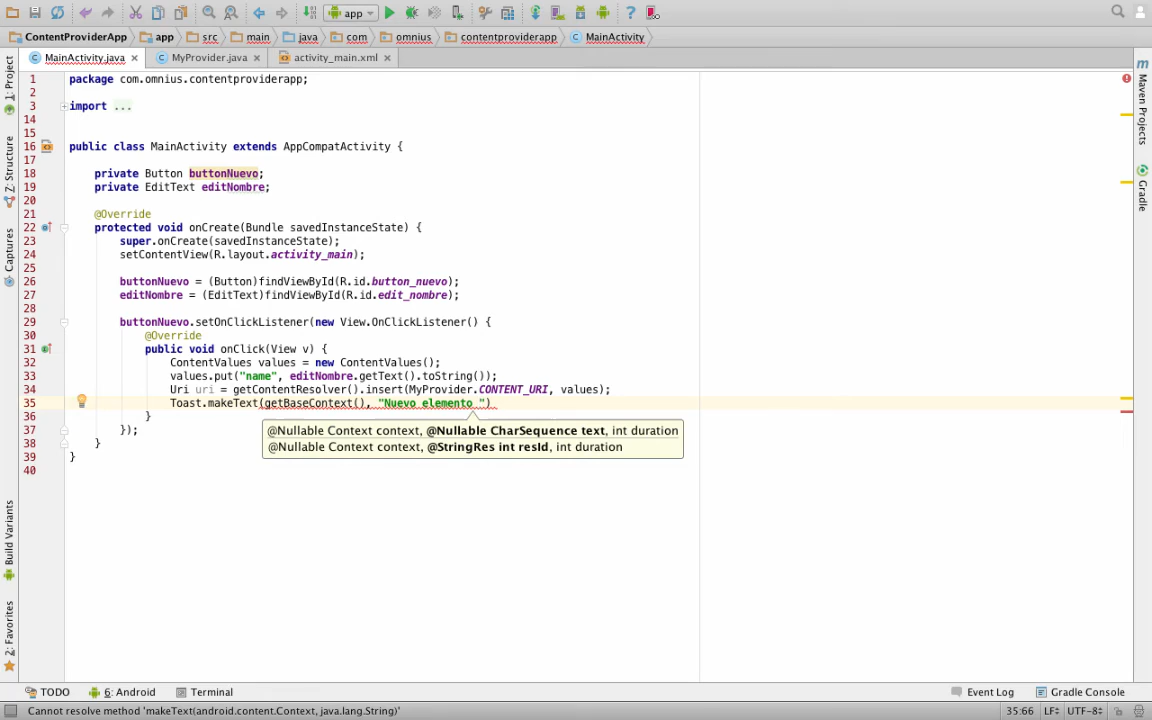 app
ContentProviderApp app src main java com omnius contentproviderapp MainActivity
MainActivity.java MyProvider.java activity_main.xml
1: Project
Z: Structure
Captures
Build Variants
2: Favorites
1 package com.omnius.contentproviderapp;
2
3 import ...
14
15
16 public class MainActivity extends AppCompatActivity {
17
18 private Button buttonNuevo;
19 private EditText editNombre;
20
21 @Override
22 protected void onCreate(Bundle savedInstanceState) {
23 super.onCreate(savedInstanceState);
24 setContentView(R.layout.activity_main);
25
26 buttonNuevo = (Button)findViewById(R.id.button_nuevo);
27 editNombre = (EditText)findViewById(R.id.edit_nombre);
28
29 buttonNuevo.setOnClickListener(new View.OnClickListener() {
30 @Override
31 public void onClick(View v) {
32 ContentValues values = new ContentValues();
33 values.put("name", editNombre.getText().toString());
34 Uri uri = getContentResolver().insert(MyProvider.CONTENT_URI, values);
35 Toast.makeText(getBaseContext(), "Nuevo elemento ")
36 }
37 });
38 }
39 }
40
@Nullable Context context, @Nullable CharSequence text, int duration
@Nullable Context context, @StringRes int resId, int duration
Maven Projects
Gradle
TODO 6: Android Terminal Event Log Gradle Console
Cannot resolve method 'makeText(android.content.Context, java.lang.String)' 35:66 LF UTF-8